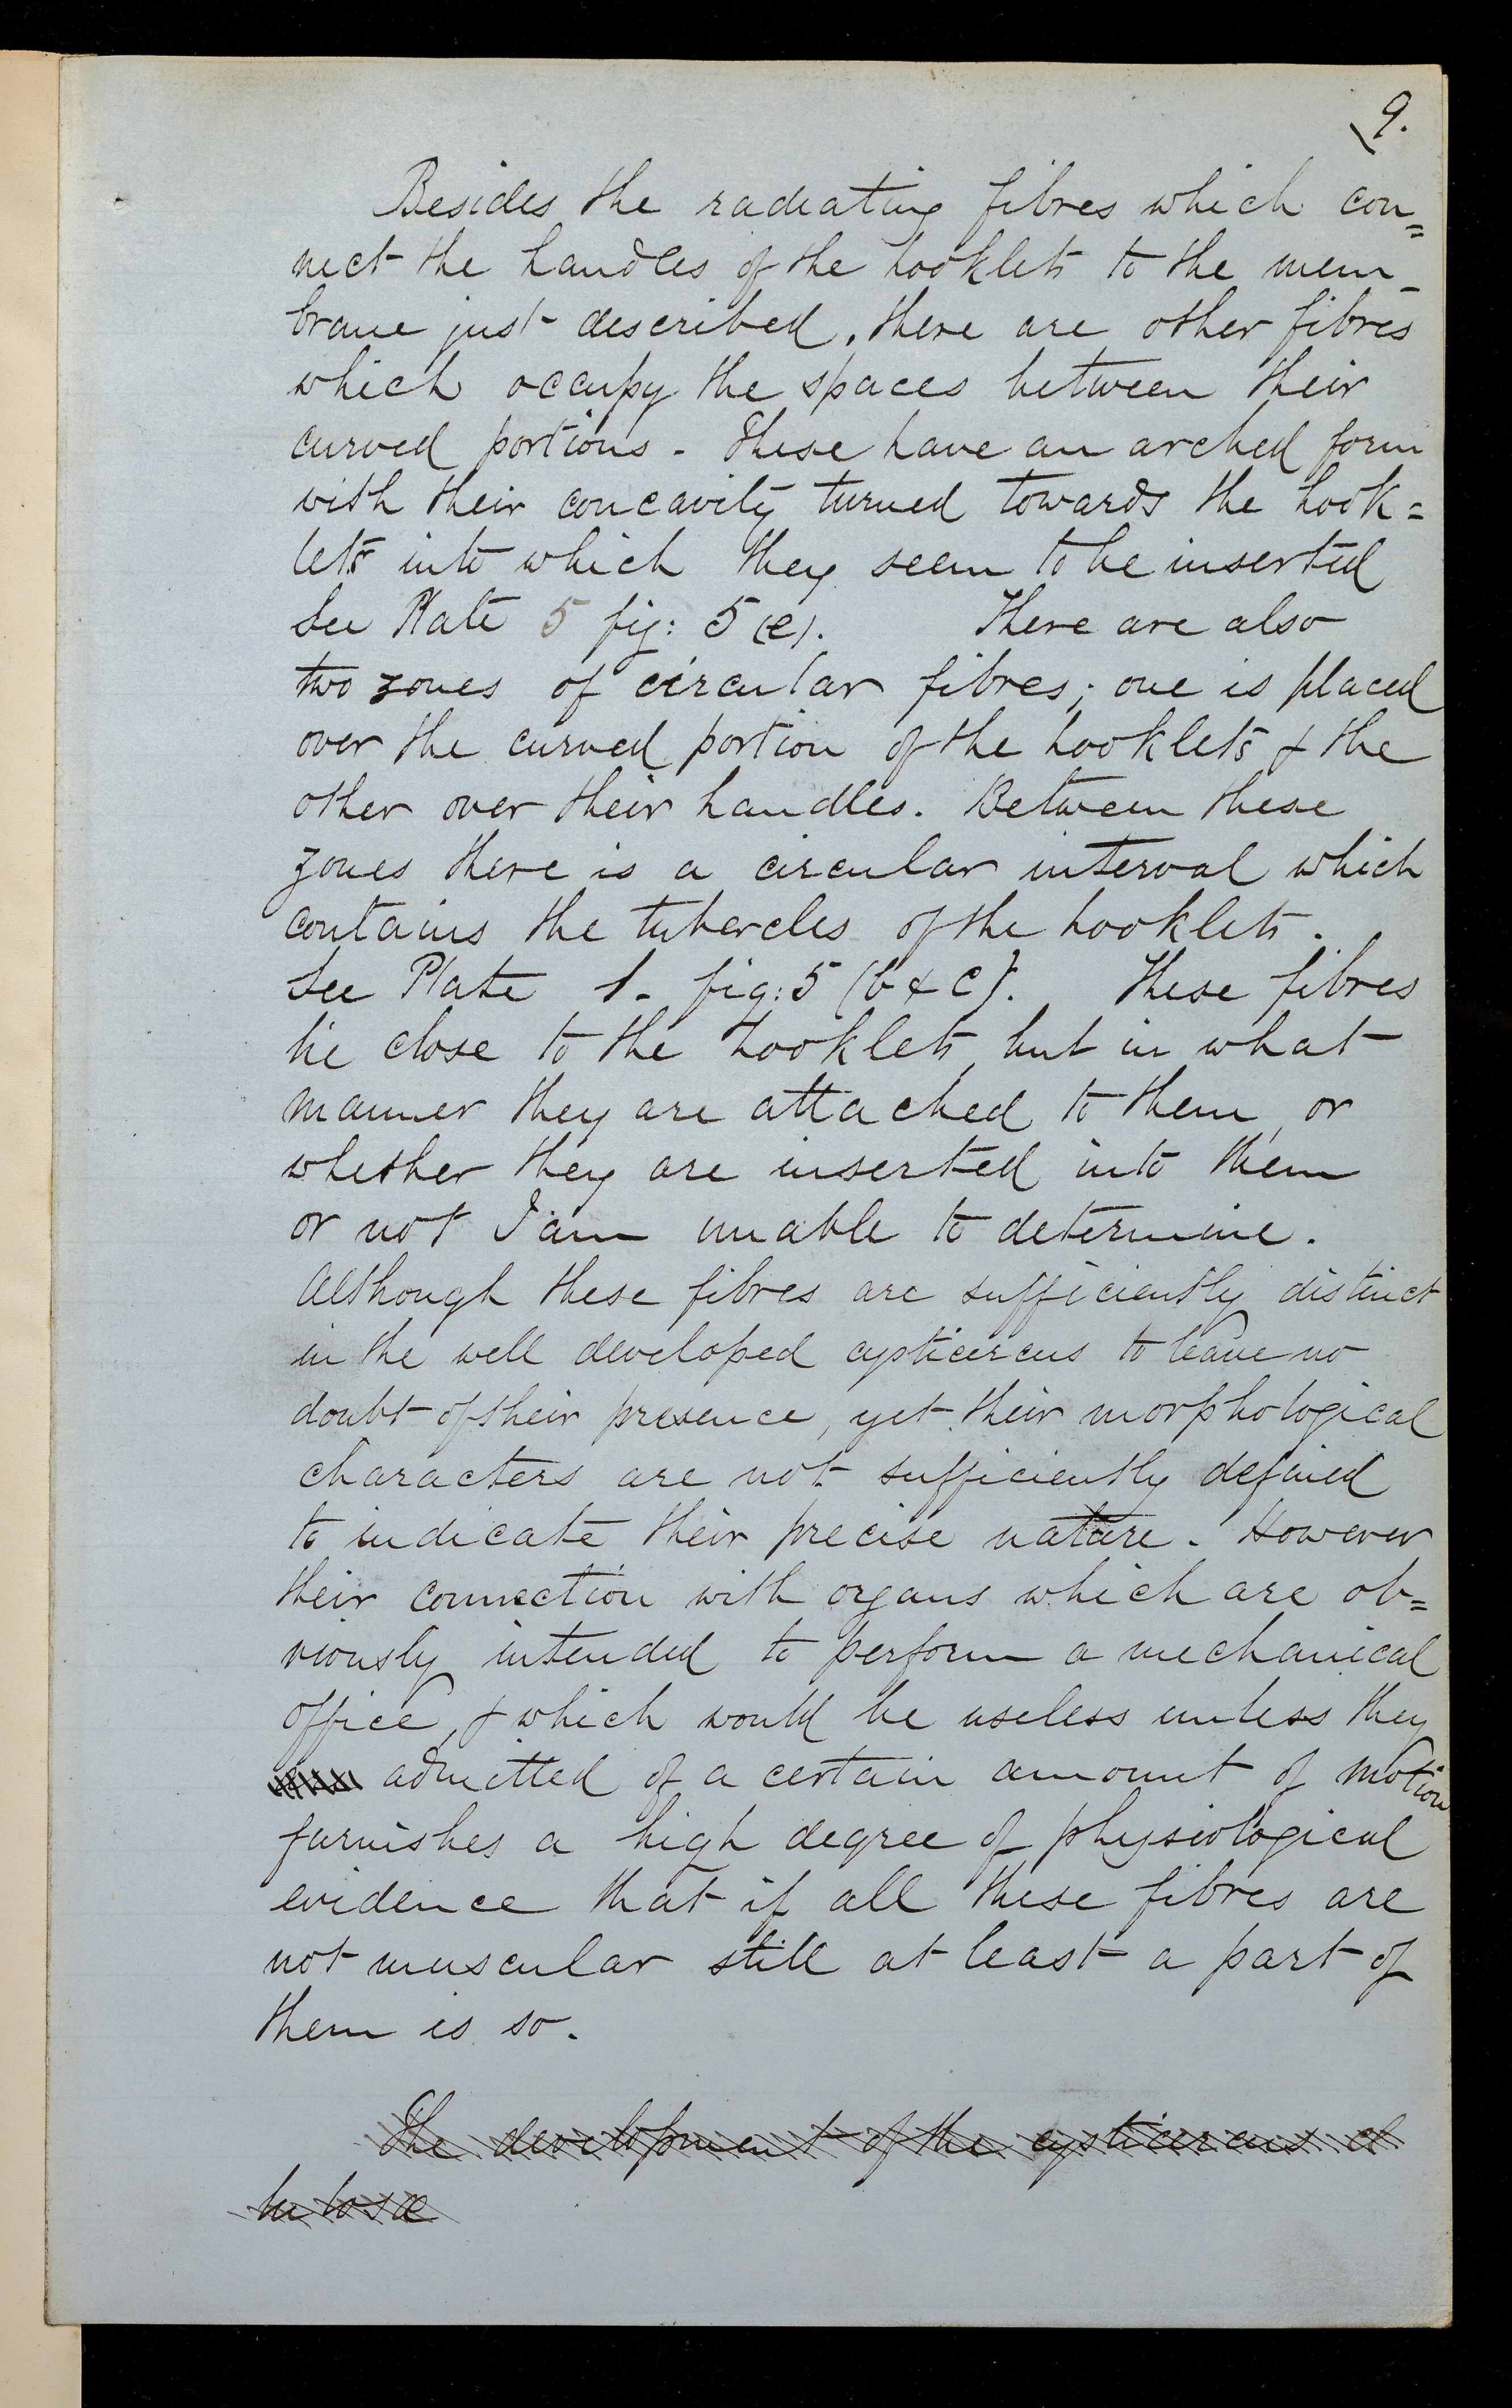 9.
Besides the radiating fibres which con=
nect the handles of the hooklets to the mem-
brane just described, there are other fibres
which occupy the spaces between their
curved portions. These have an arched form
with their concavity turned towards the hook=
lets into which they seem to be inserted
See Plate 5 fig: 5 (e). There are also
two zones of circular fibres; one is placed
over the curved portion of the hooklets & the
other over their handles. Between these
zones there is a circular interval which
contains the tubercles of the hooklets.
See Plate 1. fig: 5 (b & c). These fibres
lie close to the hooklets, but in what
manner they are attached to them, or
whether they are inserted into them
or not I am unable to determine.
Although these fibres are sufficiently distinct
in the well developed cysticercus to leave no
doubt of their presence, yet their morphological
characters are not sufficiently defined
to indicate their precise nature. However
their connection with organs which are ob=
viously intended to perform a mechanical
office, & which would be useless unless they
admitted of a certain amount of motion
furnishes a high degree of physiological
evidence that if all these fibres are
not muscular still at least a part of
them is so.
The development of the cysticercus